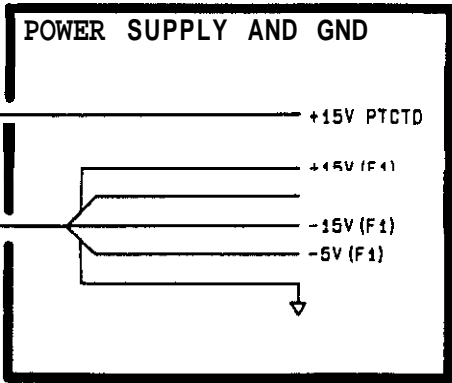 POWER SUPPLY AND GND
+15V PTCTD
+15V (F1)
-15V (F1)
-5V (F1)